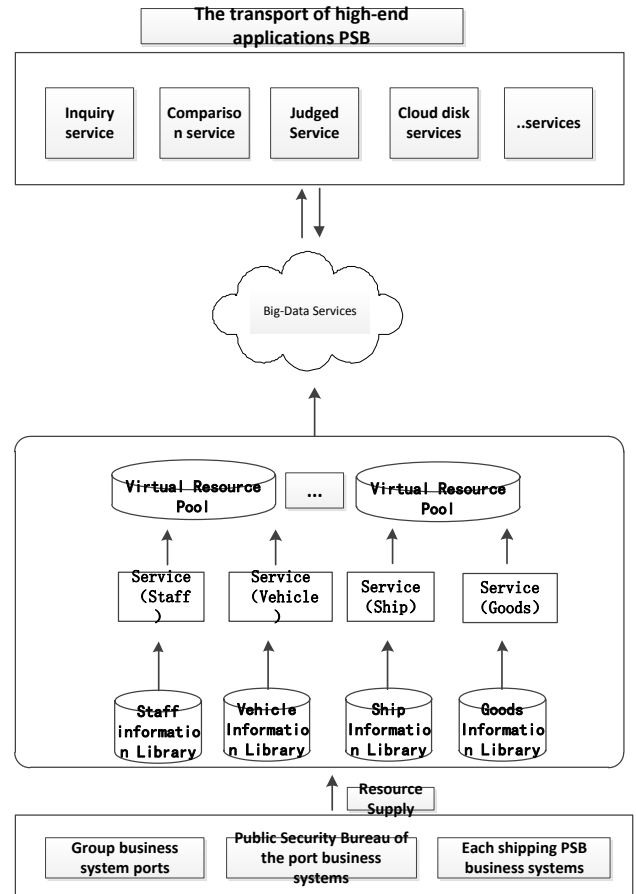 The transport of high-end
applications PSB
Inquiry
service
Compariso
n service
Judged
Service
Cloud disk
services
..services
Big-Data Services
Virtual Resource
Pool
...
Virtual Resource
Pool
Service
(Staff
)
Service
(Vehicle
)
Service
(Ship)
Service
(Goods)
Staff
informatio
n Library
Vehicle
Informatio
n Library
Ship
Informatio
n Library
Goods
Informatio
n Library
Resource
Supply
Group business
system ports
Public Security Bureau of
the port business
systems
Each shipping PSB
business systems